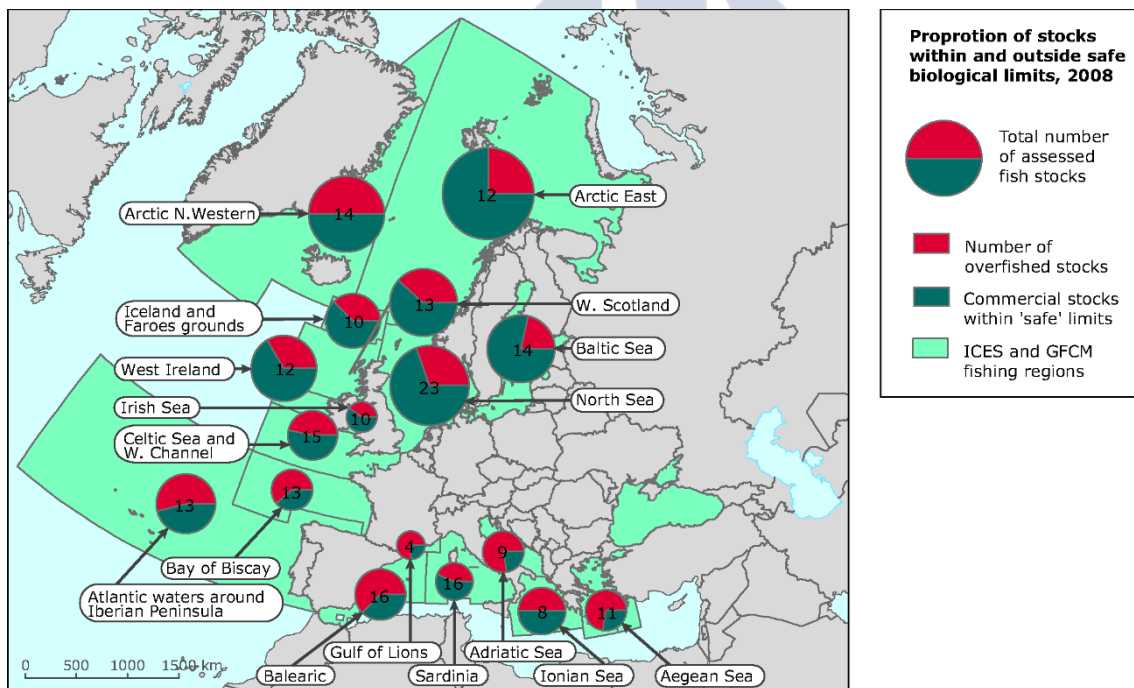 Proprotion of stocks
within and outside safe
biological limits, 2008
Total number
of assessed
fish stocks
Number of
overfished stocks
Commercial stocks
within 'safe' limits
ICES and GFCM
fishing regions
Arctic N.Western
14
12
Arctic East
Iceland and
Faroes grounds
10
13
W. Scotland
West Ireland
12
14
Baltic Sea
23
North Sea
Irish Sea
10
Celtic Sea and
W. Channel
15
13
Bay of Biscay
13
Atlantic waters around
Iberian Peninsula
4
Gulf of Lions
16
Balearic
16
Sardinia
9
Adriatic Sea
8
Ionian Sea
11
Aegean Sea
0 500 1000 1500 km